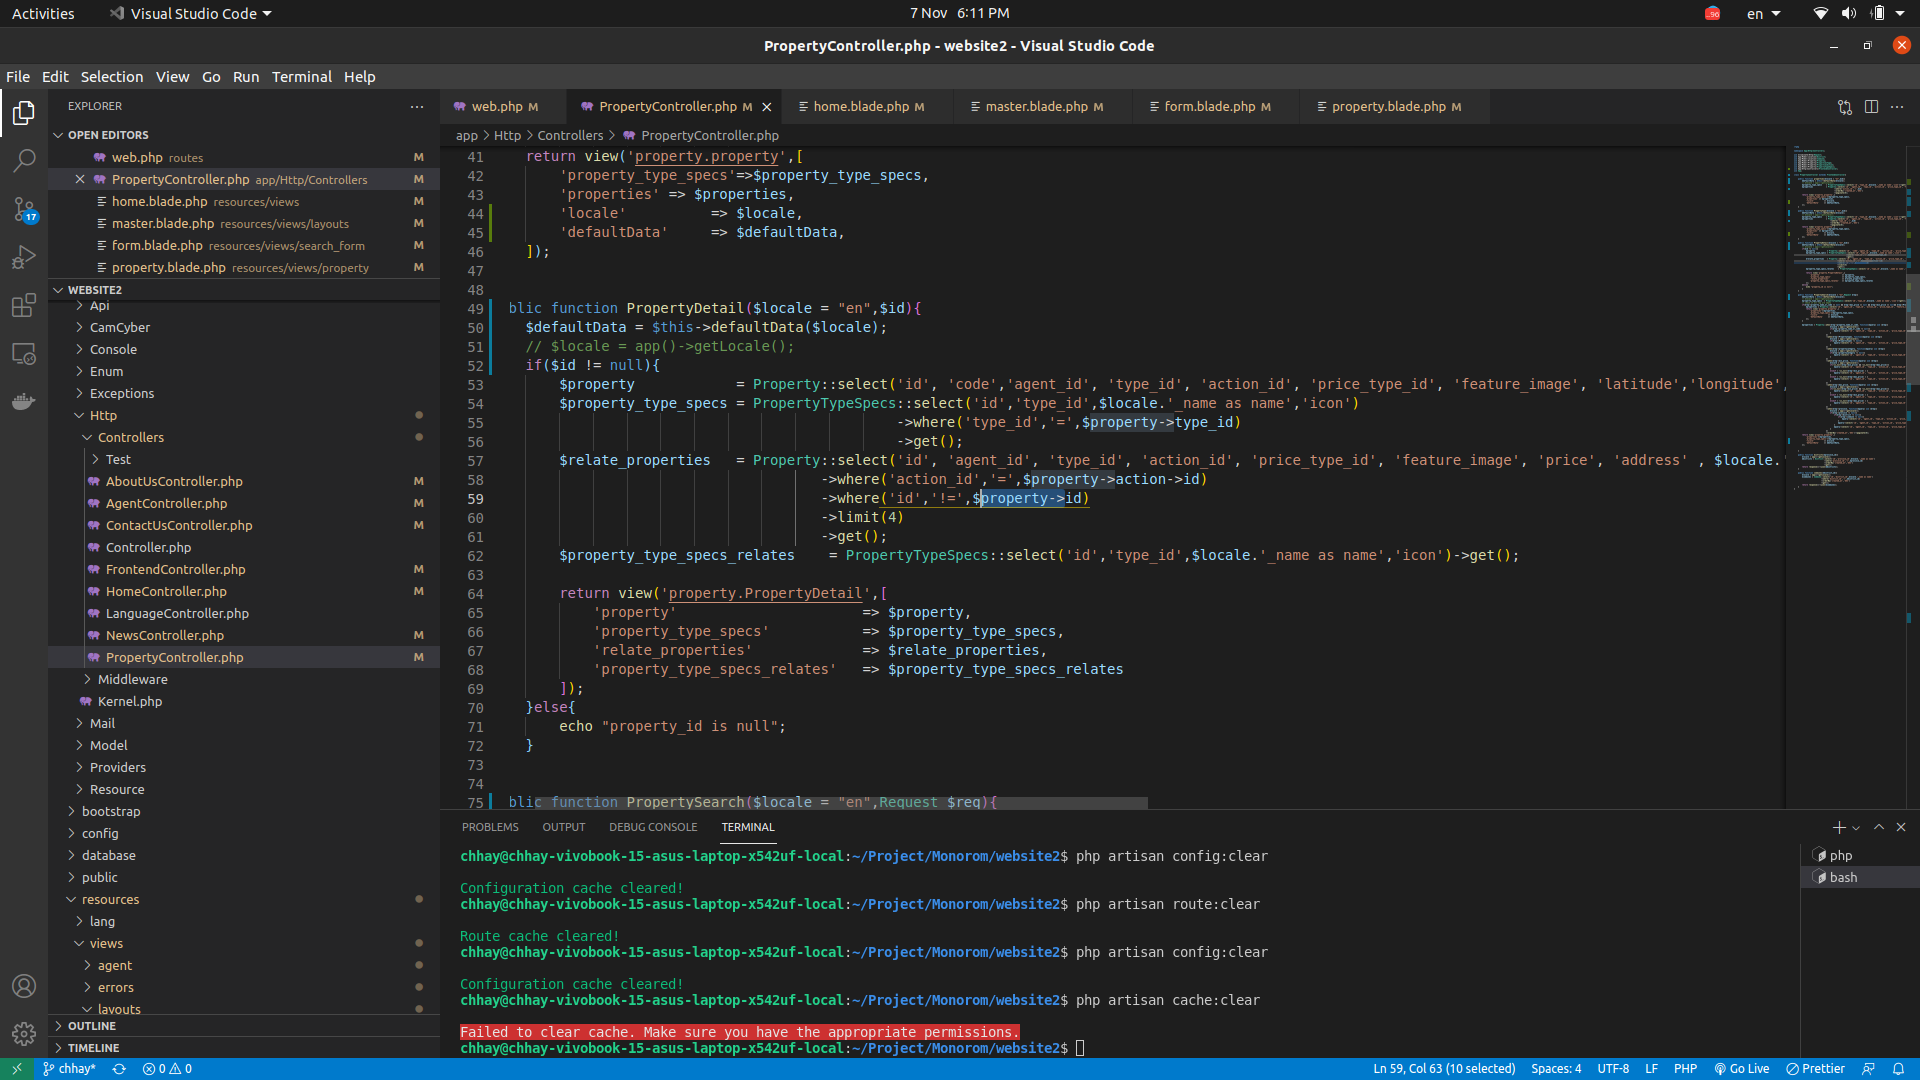 Activities
Visual Studio Code
7 Nov 6:11 PM
en
PropertyController.php - website2 - Visual Studio Code
File Edit Selection View Go Run Terminal Help
EXPLORER
OPEN EDITORS
web.php routes M
PropertyController.php app/Http/Controllers M
home.blade.php resources/views M
master.blade.php resources/views/layouts M
form.blade.php resources/views/search_form M
property.blade.php resources/views/property M
WEBSITE2
Api
CamCyber
Console
Enum
Exceptions
Http
Controllers
Test
AboutUsController.php M
AgentController.php M
ContactUsController.php M
Controller.php
FrontendController.php M
HomeController.php M
LanguageController.php
NewsController.php M
PropertyController.php M
Middleware
Kernel.php
Mail
Model
Providers
Resource
bootstrap
config
database
public
resources
lang
views
agent
errors
layouts
OUTLINE
TIMELINE
17
web.php M PropertyController.php M home.blade.php M master.blade.php M form.blade.php M property.blade.php M
app > Http > Controllers > PropertyController.php
41 return view('property.property',[
42 'property_type_specs'=>$property_type_specs,
43 'properties' => $properties,
44 'locale' => $locale,
45 'defaultData' => $defaultData,
46 ]);
47
48
49 blic function PropertyDetail($locale = "en",$id){
50 $defaultData = $this->defaultData($locale);
51 // $locale = app()->getLocale();
52 if($id != null){
53 $property = Property::select('id', 'code','agent_id', 'type_id', 'action_id', 'price_type_id', 'feature_image', 'latitude','longitude',
54 $property_type_specs = PropertyTypeSpecs::select('id','type_id',$locale.'_name as name','icon')
55 ->where('type_id','=',$property->type_id)
56 ->get();
57 $relate_properties = Property::select('id', 'agent_id', 'type_id', 'action_id', 'price_type_id', 'feature_image', 'price', 'address' , $locale.
58 ->where('action_id','=',$property->action->id)
59 ->where('id','!=',$property->id)
60 ->limit(4)
61 ->get();
62 $property_type_specs_relates = PropertyTypeSpecs::select('id','type_id',$locale.'_name as name','icon')->get();
63
64 return view('property.PropertyDetail',[
65 'property' => $property,
66 'property_type_specs' => $property_type_specs,
67 'relate_properties' => $relate_properties,
68 'property_type_specs_relates' => $property_type_specs_relates
69 ]);
70 }else{
71 echo "property_id is null";
72 }
73
74
75 blic function PropertySearch($locale = "en",Request $req){
PROBLEMS OUTPUT DEBUG CONSOLE TERMINAL
chhay@chhay-vivobook-15-asus-laptop-x542uf-local:~/Project/Monorom/website2$ php artisan config:clear
Configuration cache cleared!
chhay@chhay-vivobook-15-asus-laptop-x542uf-local:~/Project/Monorom/website2$ php artisan route:clear
Route cache cleared!
chhay@chhay-vivobook-15-asus-laptop-x542uf-local:~/Project/Monorom/website2$ php artisan config:clear
Configuration cache cleared!
chhay@chhay-vivobook-15-asus-laptop-x542uf-local:~/Project/Monorom/website2$ php artisan cache:clear
Failed to clear cache. Make sure you have the appropriate permissions.
chhay@chhay-vivobook-15-asus-laptop-x542uf-local:~/Project/Monorom/website2$
php
bash
chhay* 0 0 Ln 59, Col 63 (10 selected) Spaces: 4 UTF-8 LF PHP Go Live Prettier